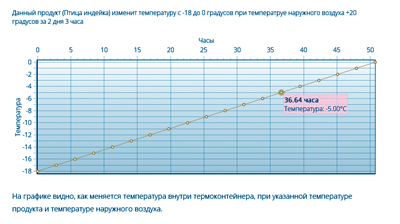 Данный продукт (Птица индейка) изменит температуру с -18 до 0 градусов при температруе наружного воздуха +20
градусов за 2 дня 3 часа
Часы
0 5 10 15 20 25 30 35 40 45 50
0
-2
-4
-6
-8
-10
-12
-14
-16
-18
Температура
36.64 часа
Температура: -5.00°C
На графике видно, как меняется температура внутри термоконтейнера, при указанной температуре
продукта и температуре наружного воздуха.